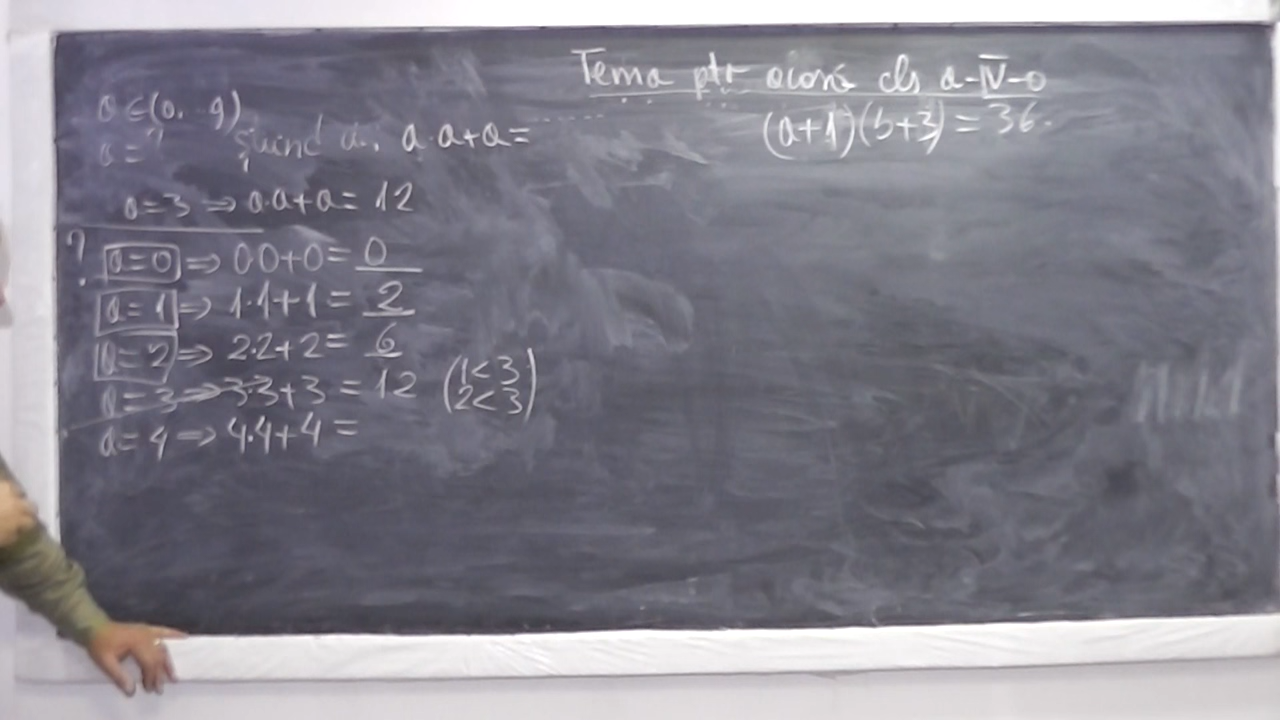 Tema ptr acasă cls a-IV-a
(a+1)(b+3) = 36.
a ∈ (0. 9)
a = ?
știind că. a·a+a =
a=3 ⇒ a·a+a = 12
? a=0 ⇒ 0·0+0 = 0
a=1 ⇒ 1·1+1 = 2
a=2 ⇒ 2·2+2 = 6
a=3 ⇒ 3·3+3 = 12 (1<3
2<3)
a=4 ⇒ 4·4+4 =